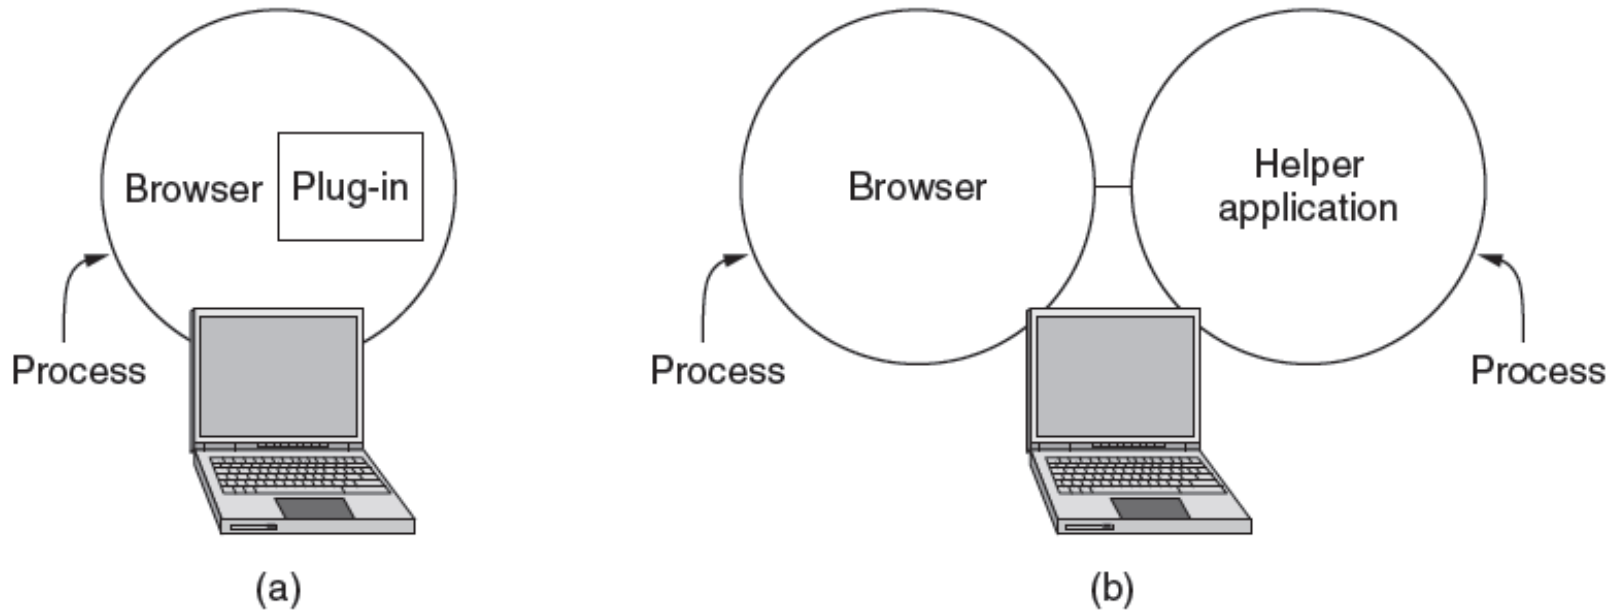 Browser
Plug-in
Process
(a)
Browser
Helper
application
Process
Process
(b)